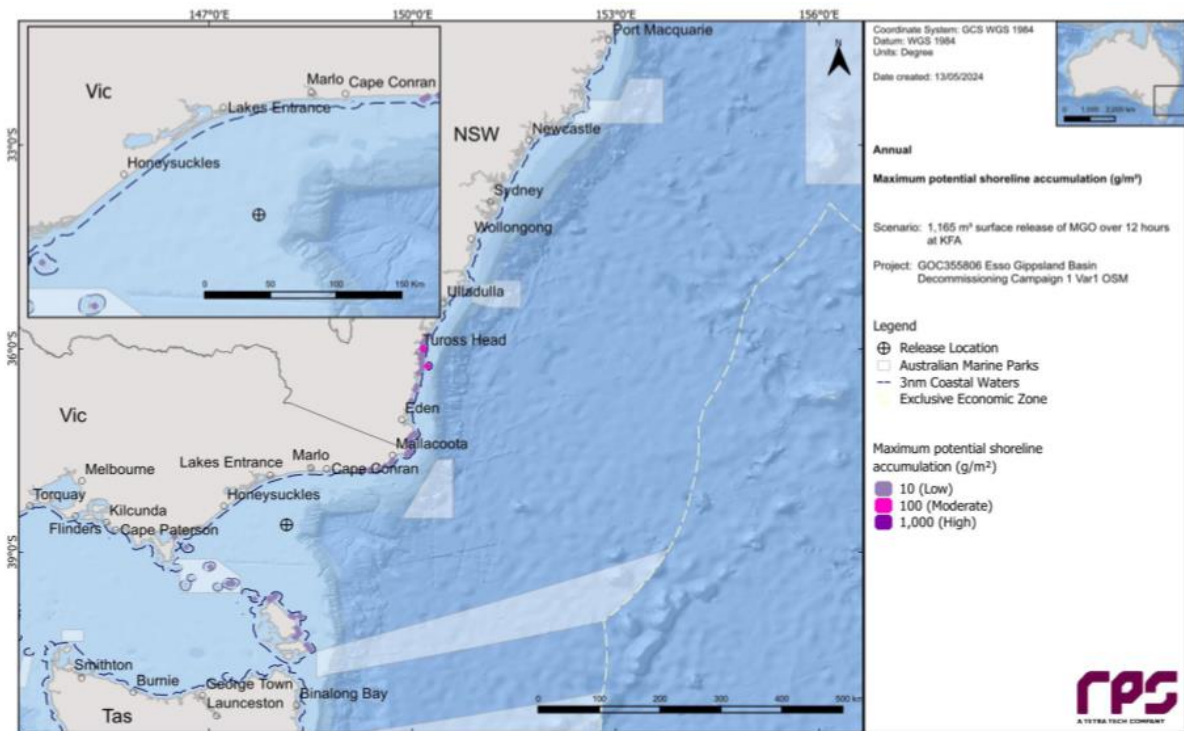 147°0'E
150°0'E
153°0'E
156°0'E
33°0'S
36°0'S
39°0'S
Vic
Marlo
Cape Conran
Lakes Entrance
Honeysuckles
0 50 100 150 Km
Port Macquarie
NSW
Newcastle
Sydney
Wollongong
Ulladulla
Tuross Head
Eden
Mallacoota
Vic
Marlo
Lakes Entrance
Cape Conran
Melbourne
Honeysuckles
Torquay
Kilcunda
Flinders
Cape Paterson
Smithton
Burnie
George Town
Launceston
Binalong Bay
Tas
0 100 200 300 400 500 km
N
Coordinate System: GCS WGS 1984
Datum: WGS 1984
Units: Degree
Date created: 13/05/2024
Annual
Maximum potential shoreline accumulation (g/m²)
Scenario: 1,165 m³ surface release of MGO over 12 hours
at KFA
Project: GOC355806 Esso Gippsland Basin
Decommissioning Campaign 1 Var1 OSM
Legend
Release Location
Australian Marine Parks
3nm Coastal Waters
Exclusive Economic Zone
Maximum potential shoreline
accumulation (g/m²)
10 (Low)
100 (Moderate)
1,000 (High)
rps
A TETRA TECH COMPANY